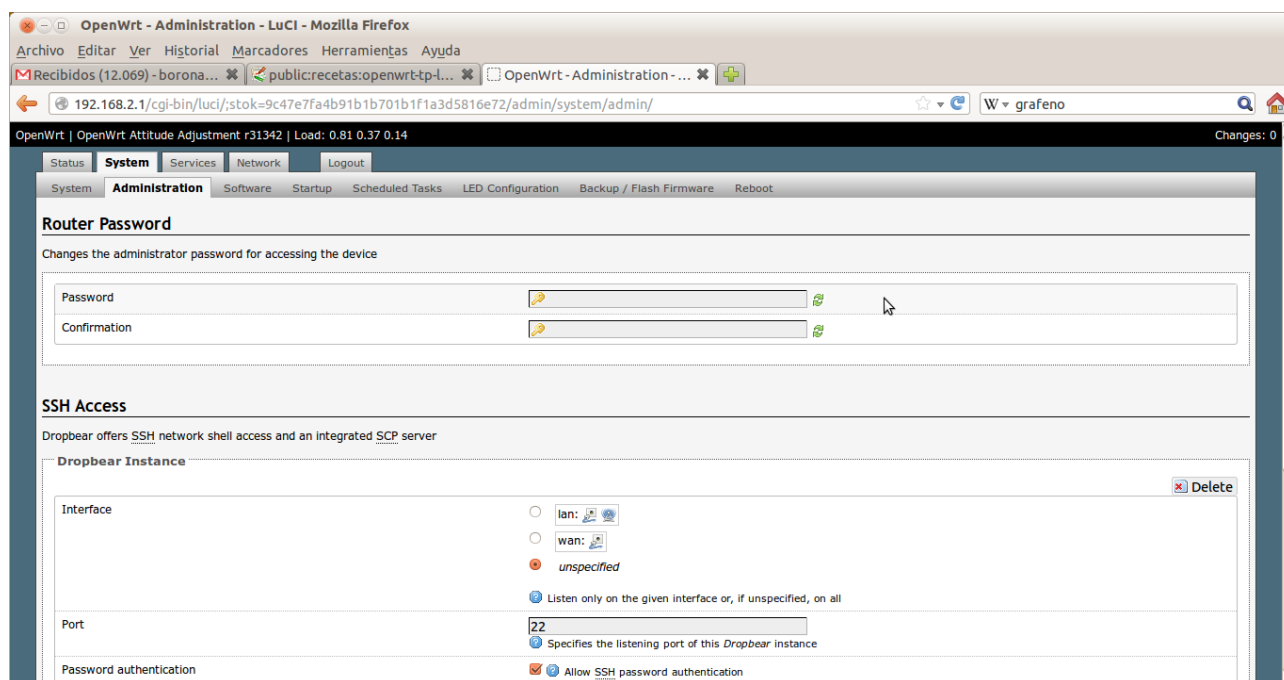 OpenWrt - Administration - LuCI - Mozilla Firefox
Archivo Editar Ver Historial Marcadores Herramientas Ayuda
Recibidos (12.069) - borona... public:recetas:openwrt-tp-l... OpenWrt - Administration - ...
192.168.2.1/cgi-bin/luci/;stok=9c47e7fa4b91b1b701b1f1a3d5816e72/admin/system/admin/ W grafeno
OpenWrt | OpenWrt Attitude Adjustment r31342 | Load: 0.81 0.37 0.14 Changes: 0
Status System Services Network Logout
System Administration Software Startup Scheduled Tasks LED Configuration Backup / Flash Firmware Reboot
Router Password
Changes the administrator password for accessing the device
Password
Confirmation
SSH Access
Dropbear offers SSH network shell access and an integrated SCP server
Dropbear Instance
Delete
Interface lan:
wan:
unspecified
Listen only on the given interface or, if unspecified, on all
Port 22
Specifies the listening port of this Dropbear instance
Password authentication Allow SSH password authentication